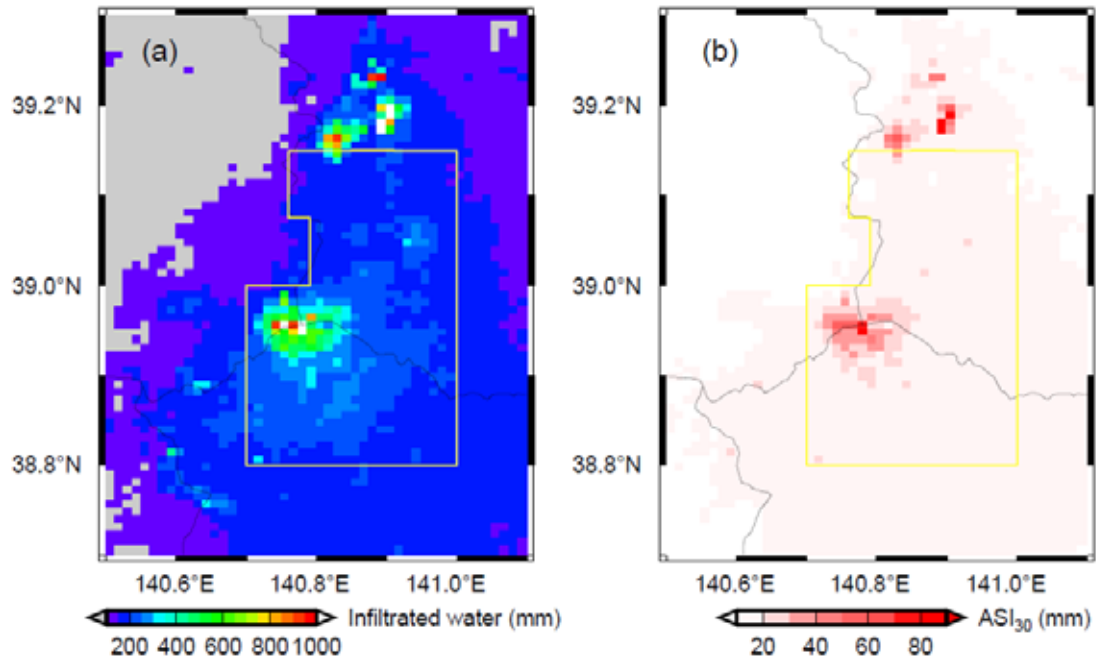 (a)
(b)
39.2°N
39.2°N
39.0°N
39.0°N
38.8°N
38.8°N
140.6°E 140.8°E 141.0°E
140.6°E 140.8°E 141.0°E
Infiltrated water (mm)
200 400 600 800 1000
ASI30 (mm)
20 40 60 80